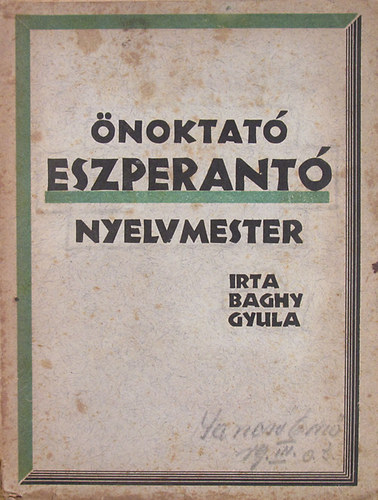 ÖNOKTATÓ
ESZPERANTÓ
NYELVMESTER
IRTA
BAGHY
GYULA